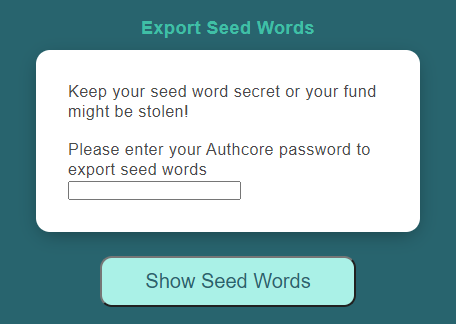 Export Seed Words
Keep your seed word secret or your fund
might be stolen!
Please enter your Authcore password to
export seed words
Show Seed Words